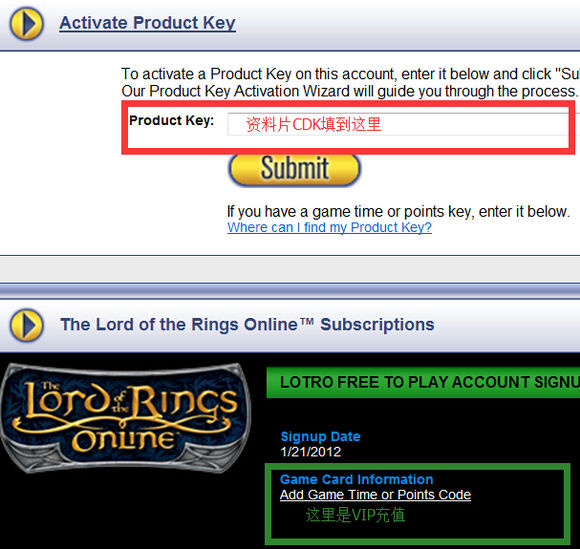 Activate Product Key
To activate a Product Key on this account, enter it below and click "Su
Our Product Key Activation Wizard will guide you through the process.
Product Key:
资料片CDK填到这里
Submit
If you have a game time or points key, enter it below.
Where can I find my Product Key?
The Lord of the Rings Online™ Subscriptions
The
Lord of the Rings
Online™
LOTRO FREE TO PLAY ACCOUNT SIGNU
Signup Date
1/21/2012
Game Card Information
Add Game Time or Points Code
这里是VIP充值